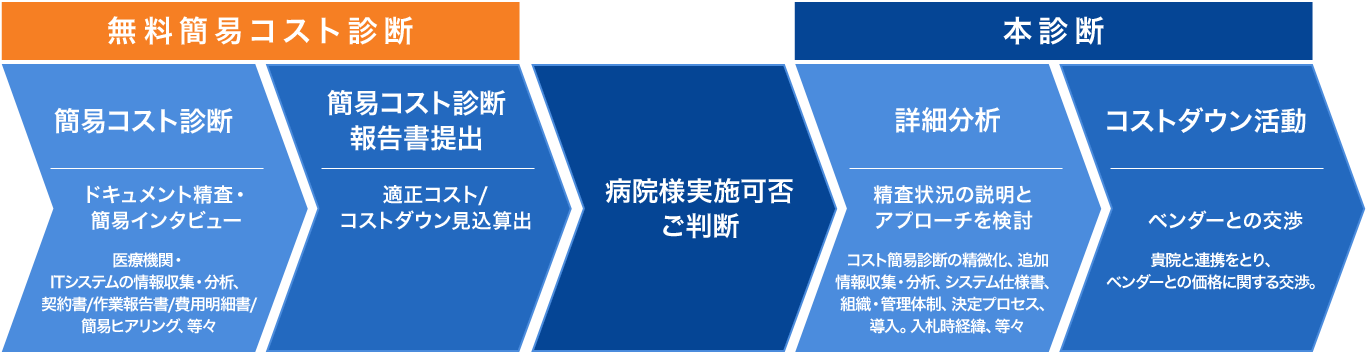 無料簡易コスト診断
本診断
簡易コスト診断
ドキュメント精査・
簡易インタビュー
医療機関・
ITシステムの情報収集・分析、
契約書/作業報告書/費用明細書/
簡易ヒアリング、等々
簡易コスト診断
報告書提出
適正コスト/
コストダウン見込算出
病院様実施可否
ご判断
詳細分析
精査状況の説明と
アプローチを検討
コスト簡易診断の精微化、追加
情報収集・分析、システム仕様書、
組織・管理体制、決定プロセス、
導入。入札時経緯、等々
コストダウン活動
ベンダーとの交渉
貴院と連携をとり、
ベンダーとの価格に関する交渉。